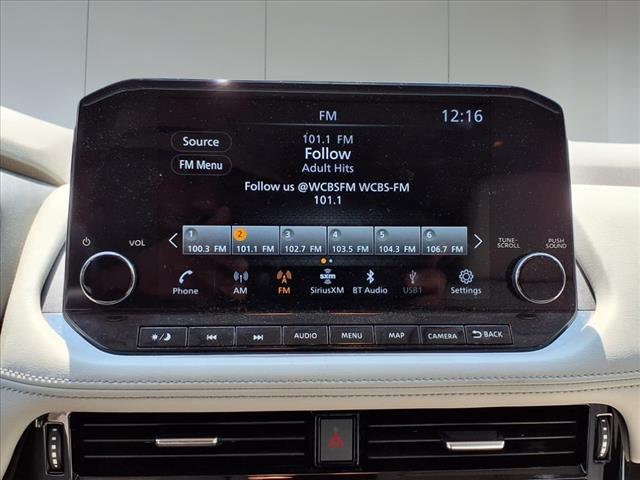 FM 12:16
Source
FM Menu
101.1 FM
Follow
Adult Hits
Follow us @WCBSFM WCBS-FM
101.1
1 2 3 4 5 6
100.3 FM 101.1 FM 102.7 FM 103.5 FM 104.3 FM 106.7 FM
VOL
TUNE-
SCROLL
PUSH
SOUND
sxm
Phone AM FM SiriusXM BT Audio USB1 Settings
AUDIO MENU MAP CAMERA BACK